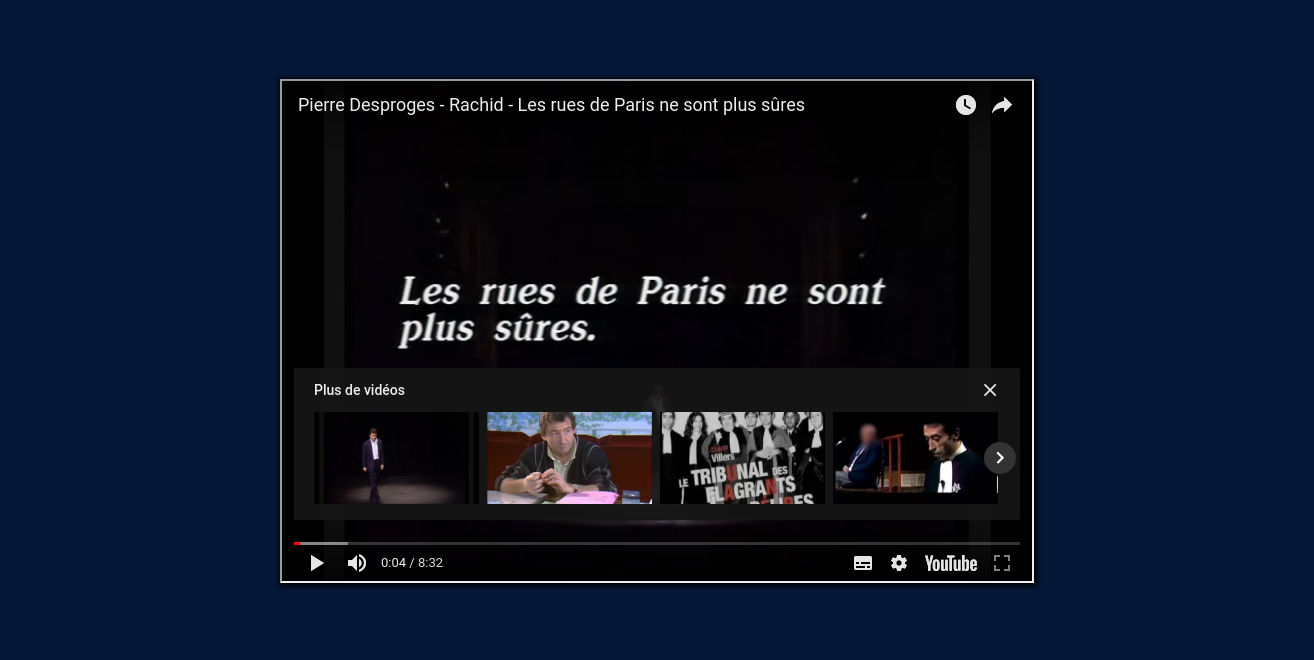 Pierre Desproges - Rachid - Les rues de Paris ne sont plus sûres
Les rues de Paris ne sont
plus sûres.
Plus de vidéos
Villers
LE TRIBUNAL DES
FLAGRANTS
0:04 / 8:32
YouTube